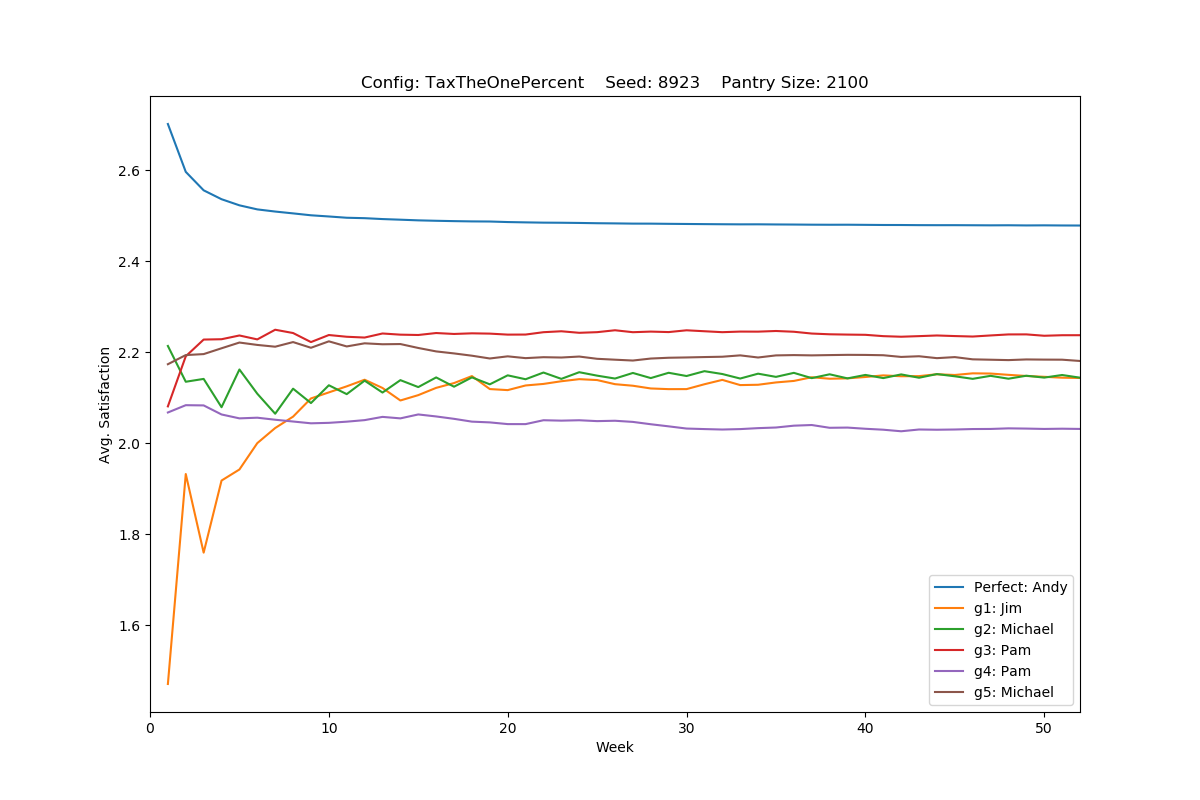 Config: TaxTheOnePercent    Seed: 8923    Pantry Size: 2100
Avg. Satisfaction
2.6
2.4
2.2
2.0
1.8
1.6
Perfect: Andy
g1: Jim
g2: Michael
g3: Pam
g4: Pam
g5: Michael
0 10 20 30 40 50
Week